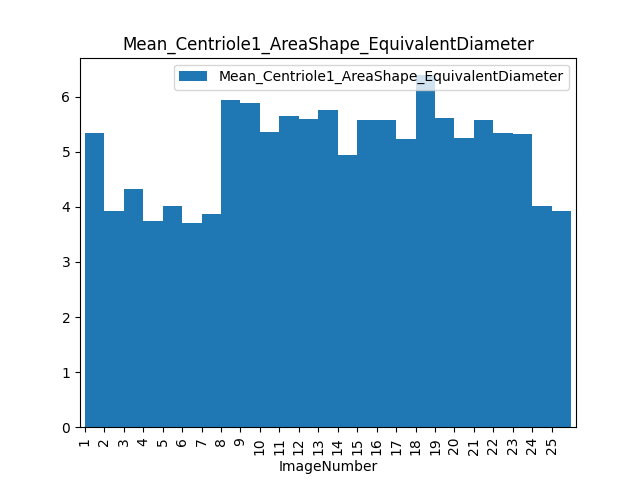 Mean_Centriole1_AreaShape_EquivalentDiameter
Mean_Centriole1_AreaShape_EquivalentDiameter
6
5
4
3
2
1
0
1 2 3 4 5 6 7 8 9 10 11 12 13 14 15 16 17 18 19 20 21 22 23 24 25
ImageNumber